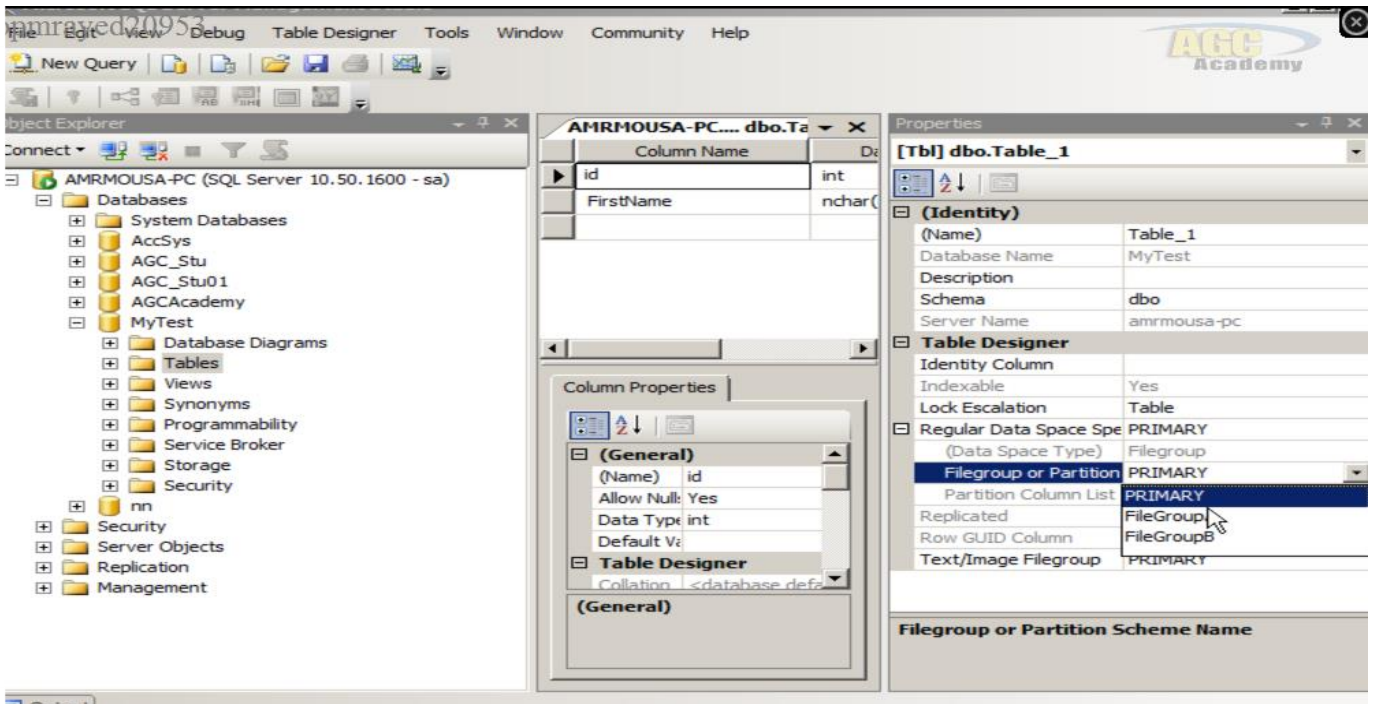 pmrayed20953
File Edit View Debug Table Designer Tools Window Community Help
AGC
Academy
New Query
Object Explorer
Connect
AMRMOUSA-PC (SQL Server 10.50.1600 - sa)
Databases
System Databases
AccSys
AGC_Stu
AGC_Stu01
AGCAcademy
MyTest
Database Diagrams
Tables
Views
Synonyms
Programmability
Service Broker
Storage
Security
nn
Security
Server Objects
Replication
Management
AMRMOUSA-PC.... dbo.Ta
Column Name Da
id int
FirstName nchar(
Column Properties
(General)
(Name) id
Allow Nulls Yes
Data Type int
Default Va
Table Designer
Collation <database defa
(General)
Properties
[Tbl] dbo.Table_1
(Identity)
(Name) Table_1
Database Name MyTest
Description
Schema dbo
Server Name amrmousa-pc
Table Designer
Identity Column
Indexable Yes
Lock Escalation Table
Regular Data Space Spe PRIMARY
(Data Space Type) Filegroup
Filegroup or Partition PRIMARY
Partition Column List PRIMARY
Replicated FileGroup
Row GUID Column FileGroupB
Text/Image Filegroup PRIMARY
Filegroup or Partition Scheme Name